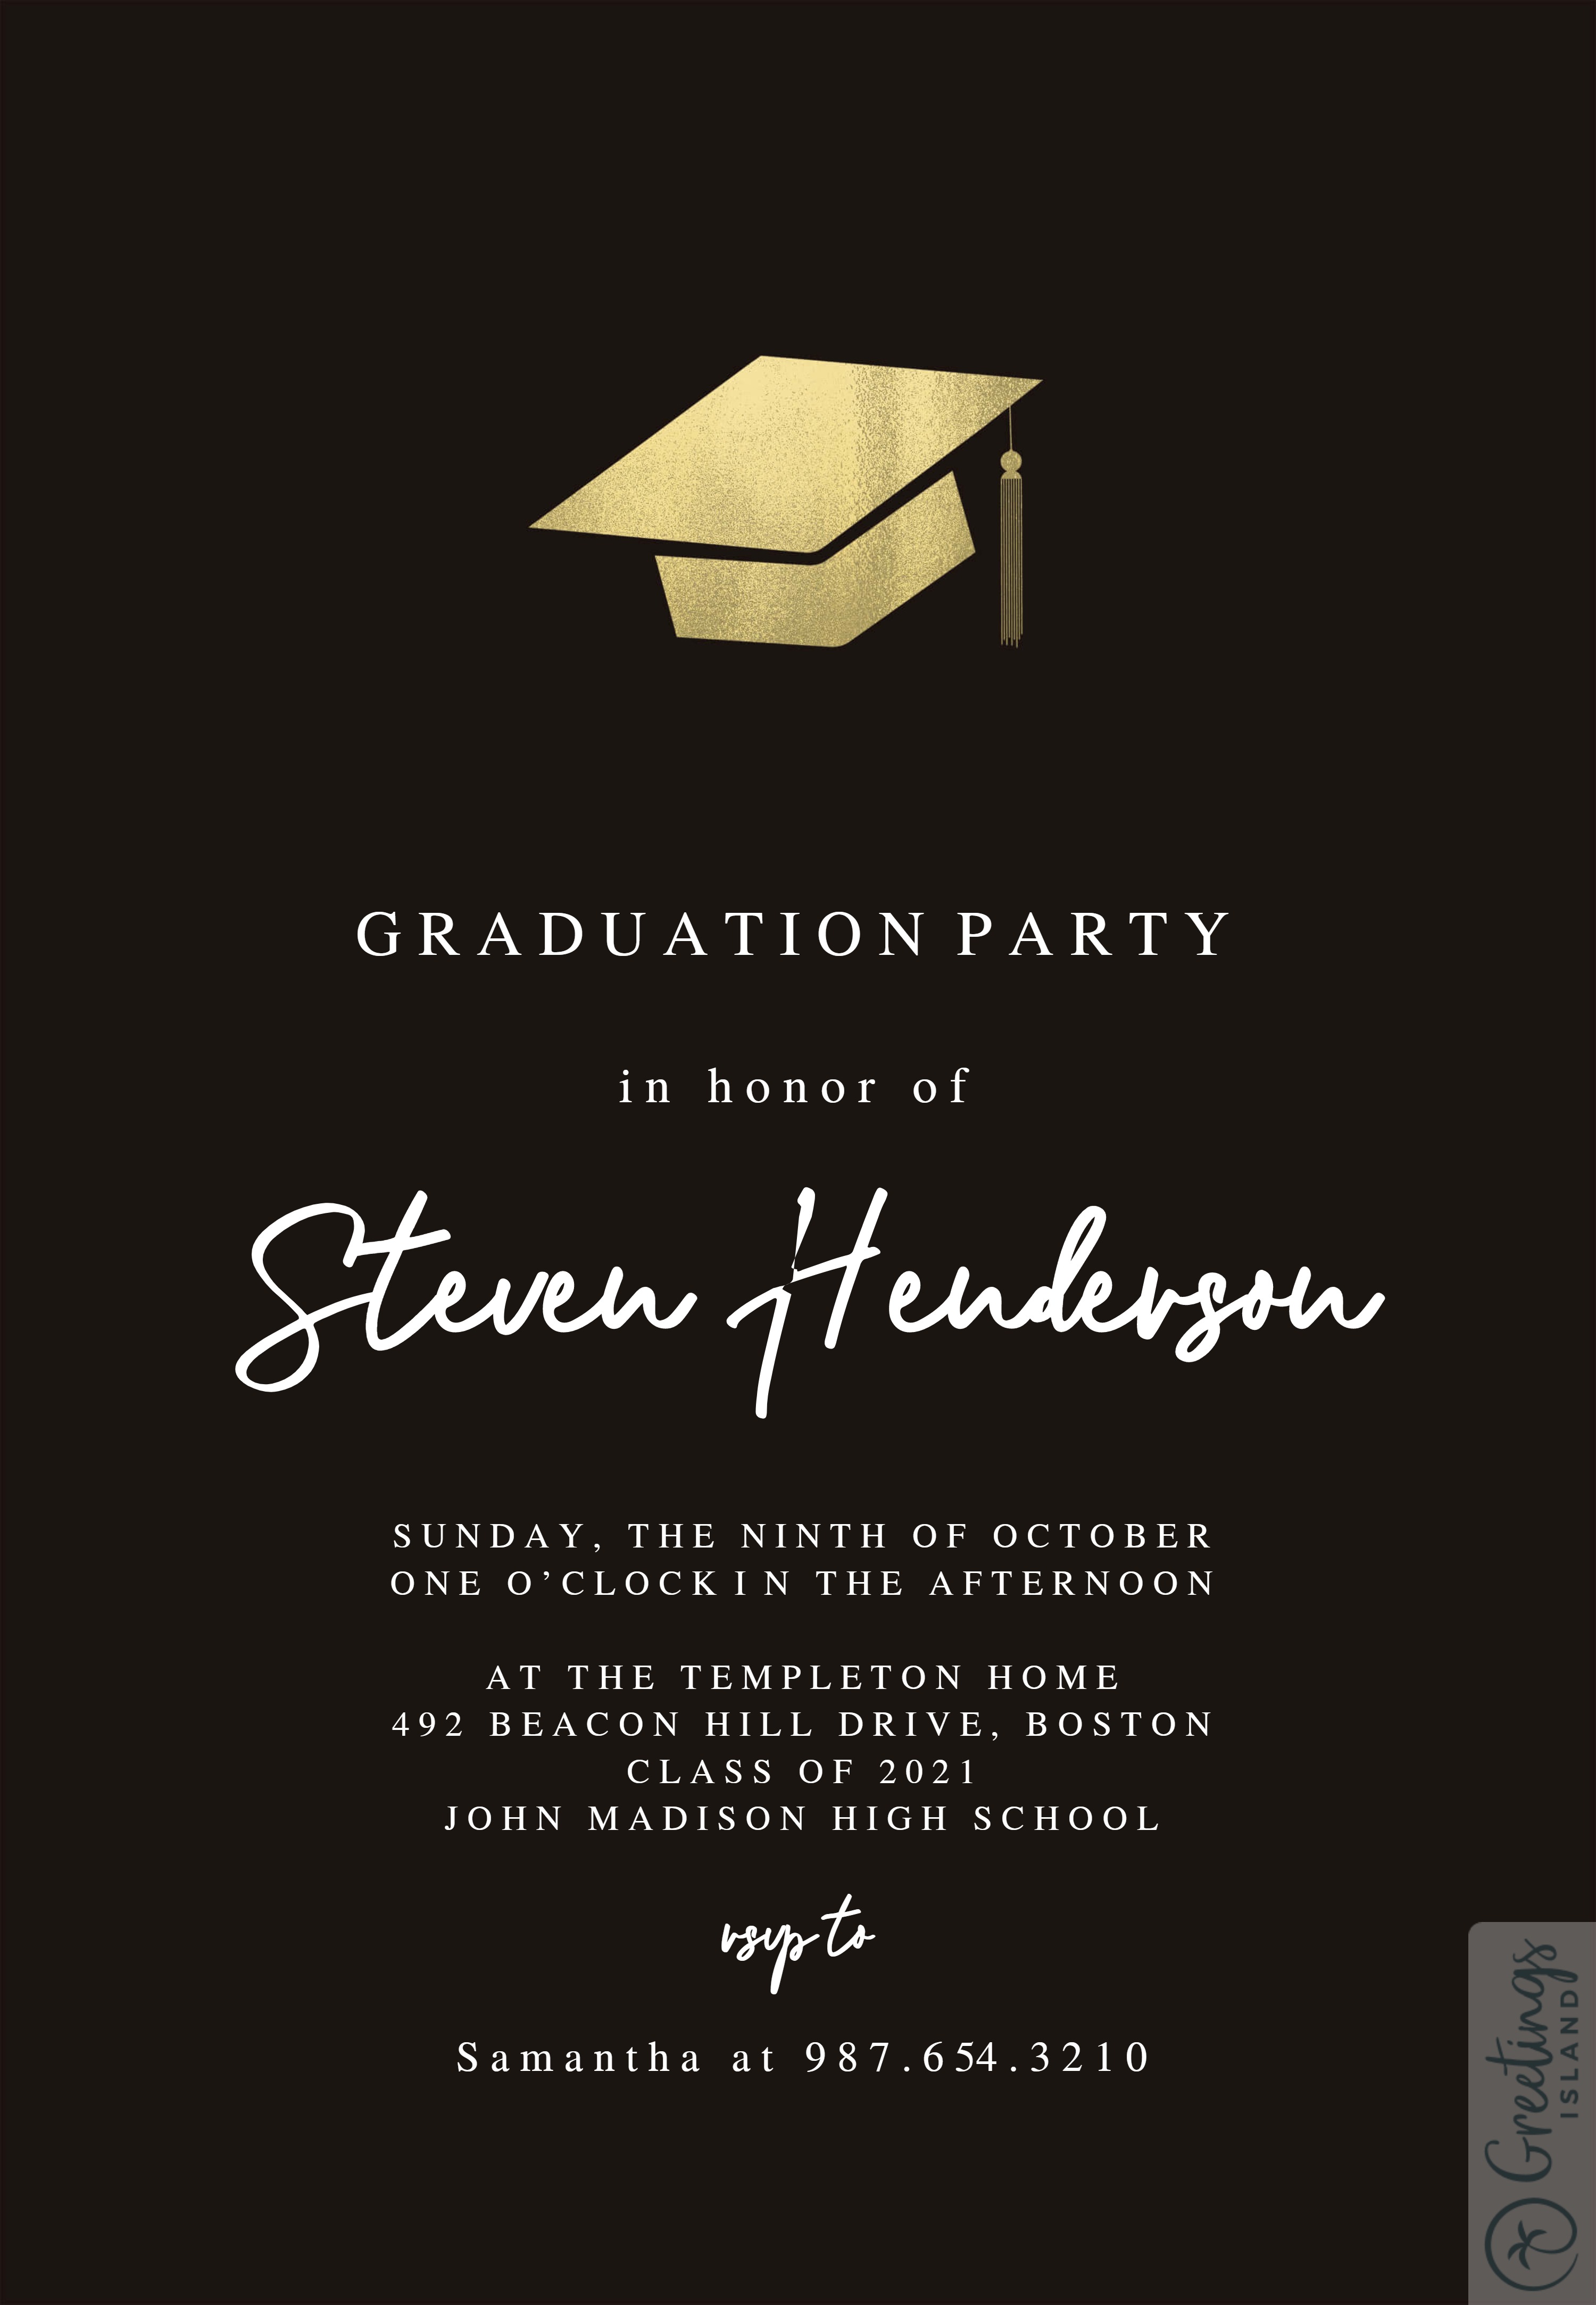 GRADUATION PARTY
in honor of
Steven Henderson
SUNDAY, THE NINTH OF OCTOBER
ONE O’CLOCK IN THE AFTERNOON
AT THE TEMPLETON HOME
492 BEACON HILL DRIVE, BOSTON
CLASS OF 2021
JOHN MADISON HIGH SCHOOL
rsvp to
Samantha at 987.654.3210
Greetings
ISLAND